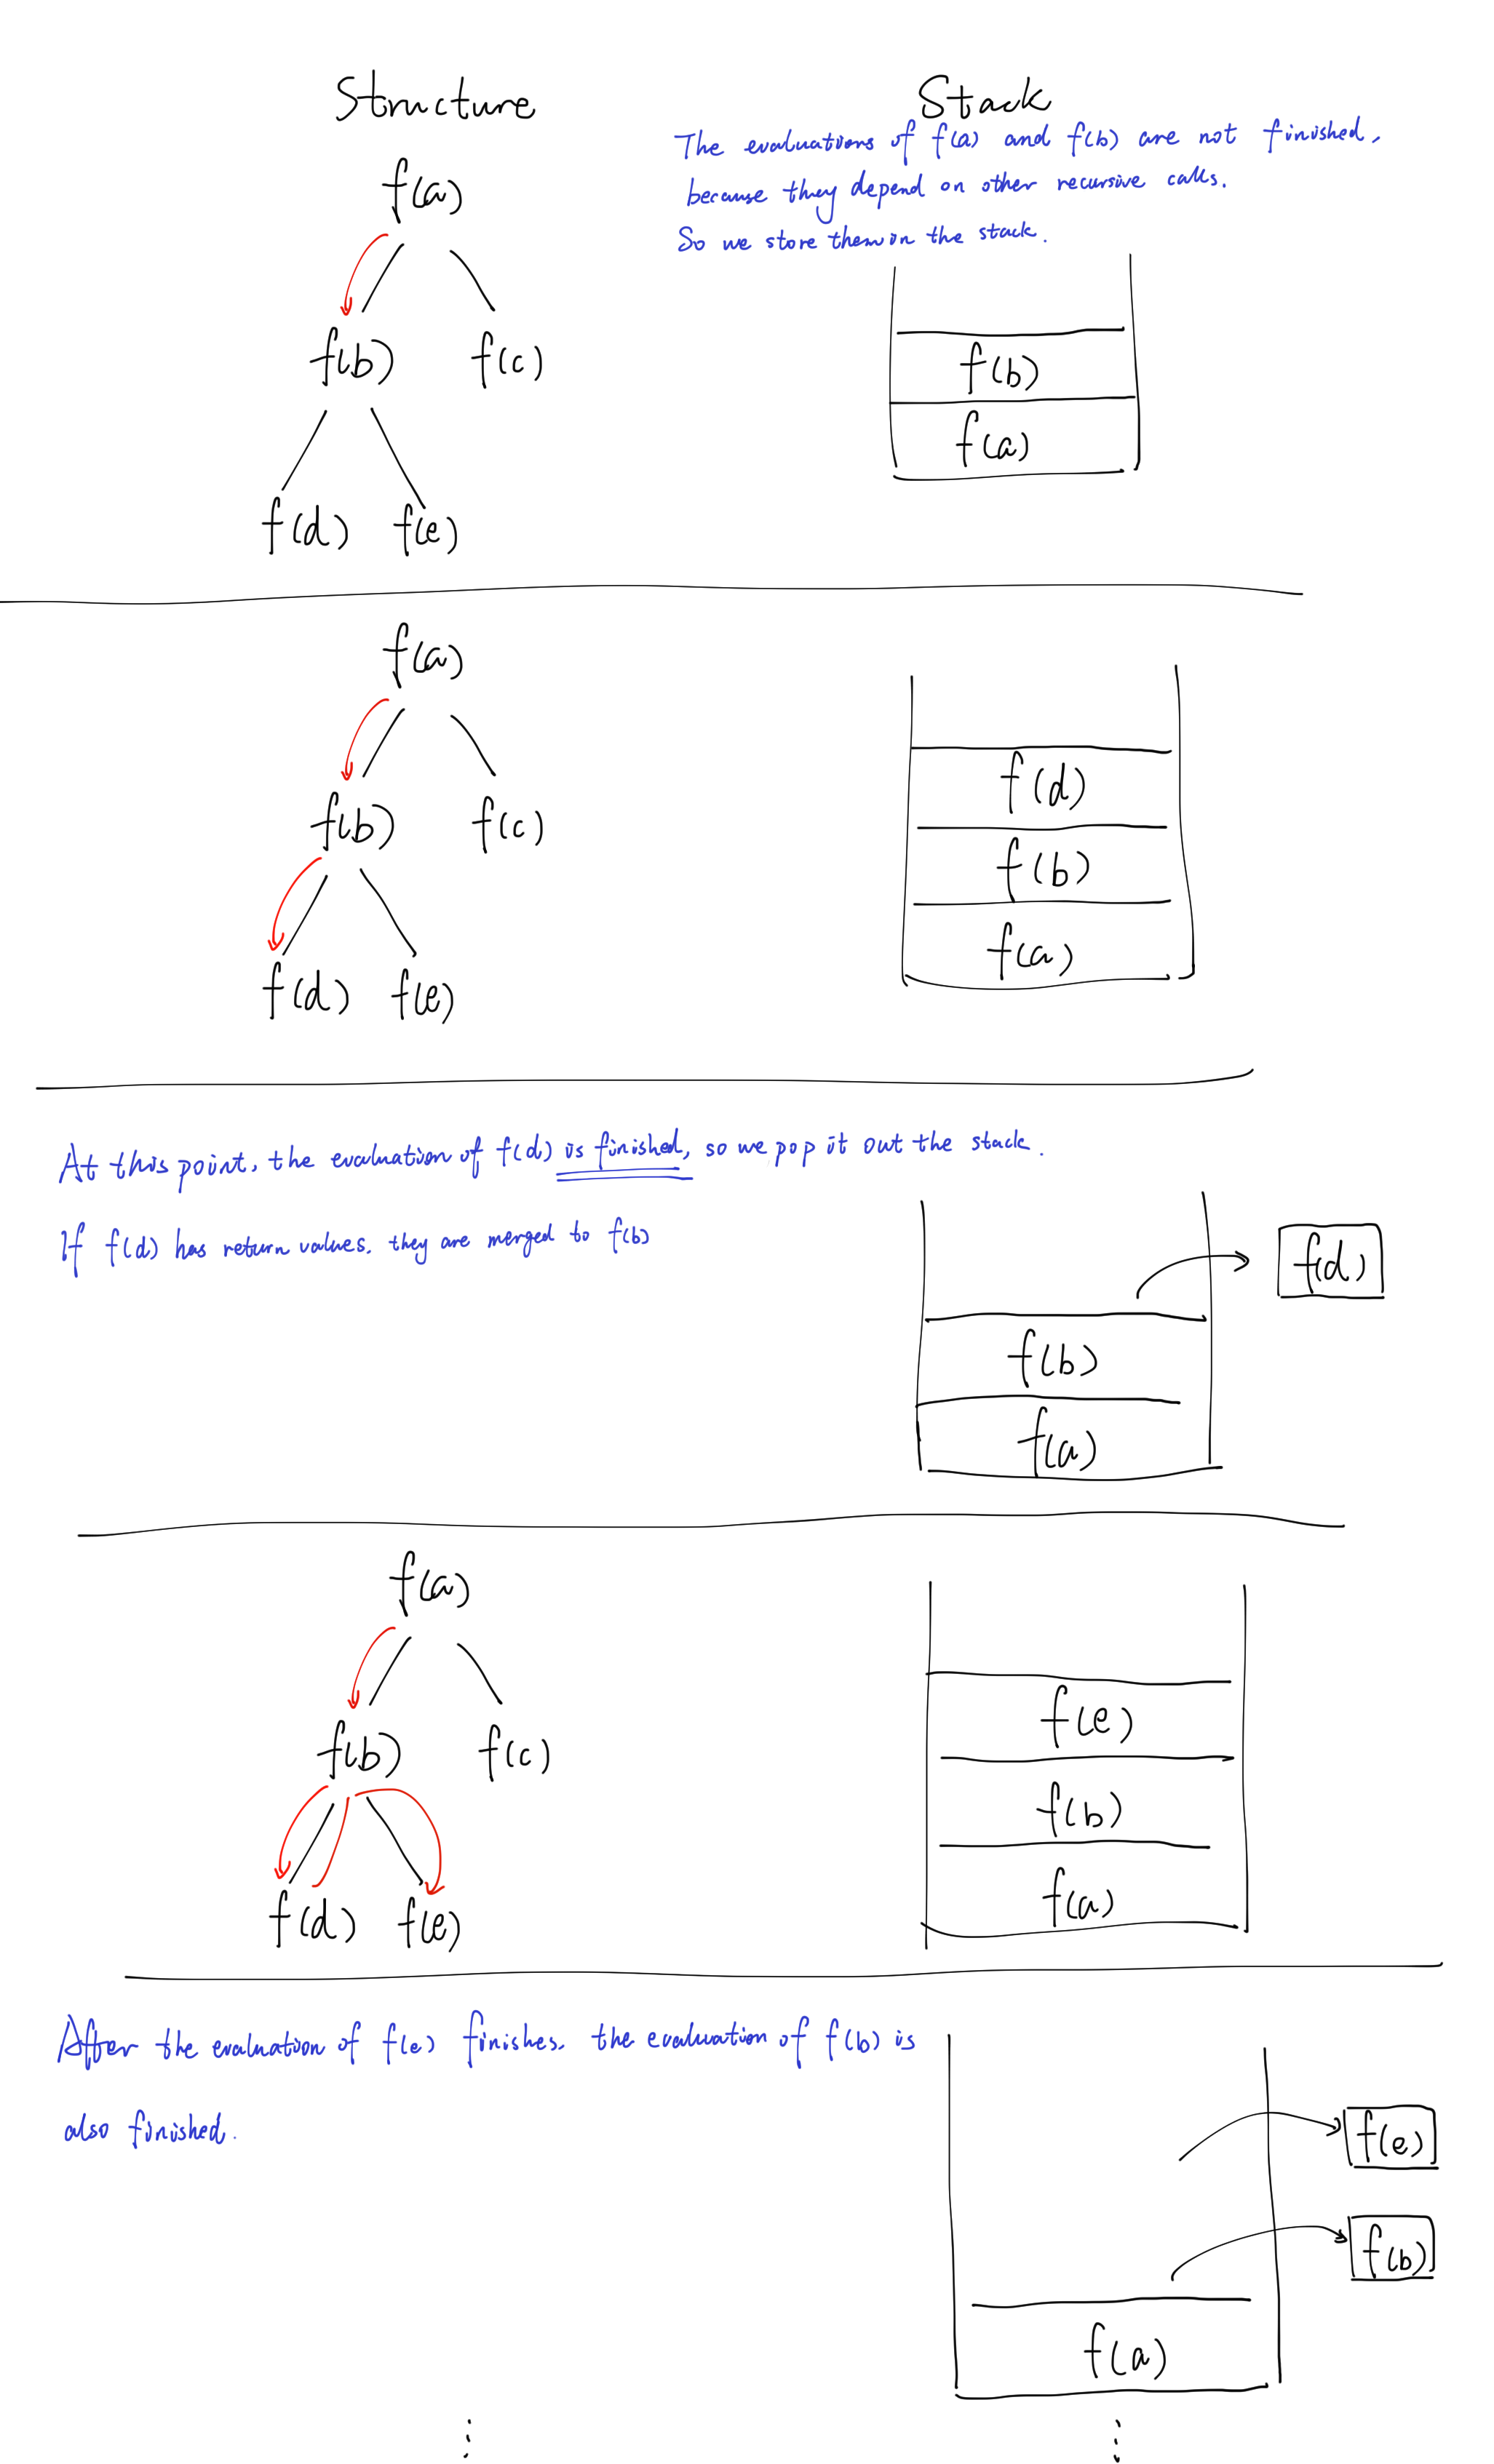 Structure
Stack
The evaluations of f(a) and f(b) are not finished,
because they depend on other recursive calls.
So we store them in the stack.
f(a)
f(b) f(c)
f(d) f(e)
f(b)
f(a)
f(a)
f(b) f(c)
f(d) f(e)
f(d)
f(b)
f(a)
At this point, the evaluation of f(d) is finished, so we pop it out the stack.
If f(d) has return values. they are merged to f(b)
f(d)
f(b)
f(a)
f(a)
f(b) f(c)
f(d) f(e)
f(e)
f(b)
f(a)
After the evaluation of f(e) finishes. the evaluation of f(b) is
also finished.
f(e)
f(b)
f(a)